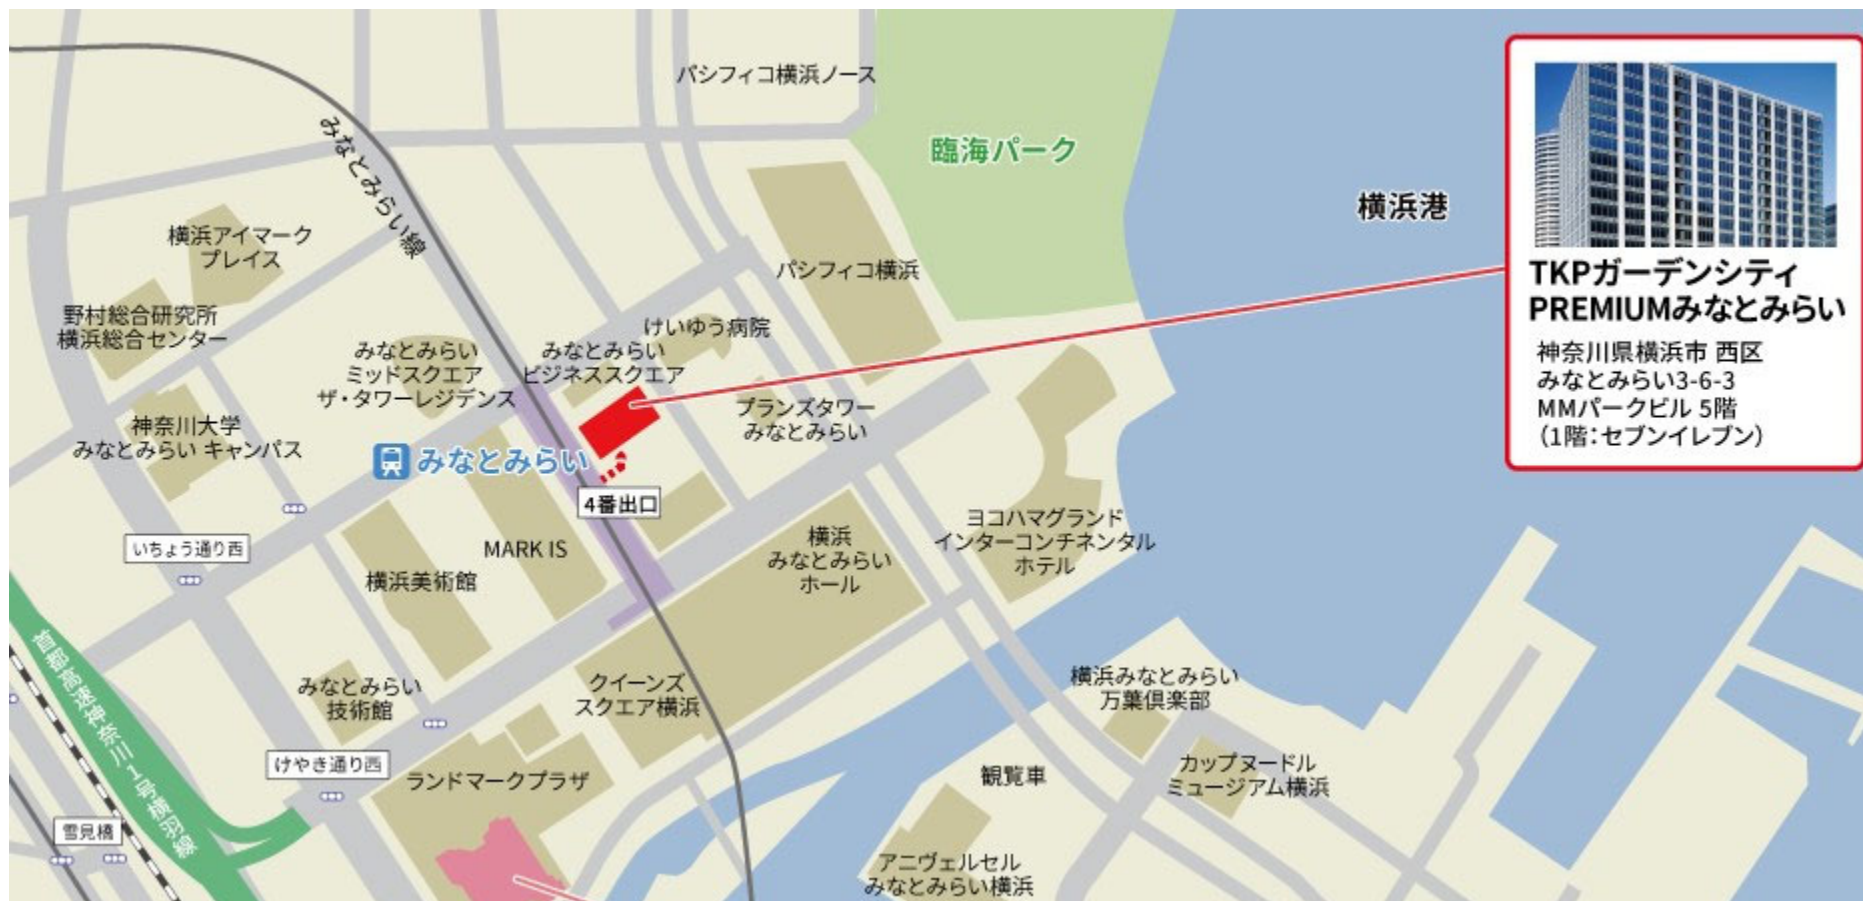 パシフィコ横浜ノース
みなとみらい線
臨海パーク
横浜港
横浜アイマーク
プレイス
パシフィコ横浜
TKPガーデンシティ
PREMIUMみなとみらい
神奈川県横浜市 西区
みなとみらい3-6-3
MMパークビル 5階
(1階：セブンイレブン)
野村総合研究所
横浜総合センター
けいゆう病院
みなとみらい
ミッドスクエア
ザ・タワーレジデンス
みなとみらい
ビジネススクエア
ブランズタワー
みなとみらい
神奈川大学
みなとみらい キャンパス
みなとみらい
4番出口
いちょう通り西
MARK IS
横浜美術館
横浜
みなとみらい
ホール
ヨコハマグランド
インターコンチネンタル
ホテル
首都高速神奈川1号横羽線
みなとみらい
技術館
クイーンズ
スクエア横浜
横浜みなとみらい
万葉倶楽部
けやき通り西
ランドマークプラザ
観覧車
カップヌードル
ミュージアム横浜
雪見橋
アニヴェルセル
みなとみらい横浜